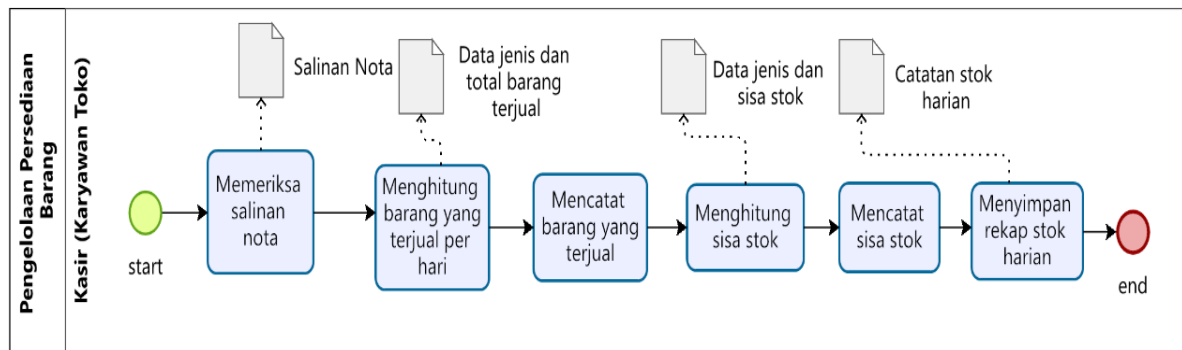 Pengelolaan Persediaan
Barang
Kasir (Karyawan Toko)
Salinan Nota
Data jenis dan
total barang
terjual
Data jenis dan
sisa stok
Catatan stok
harian
start
Memeriksa
salinan
nota
Menghitung
barang yang
terjual per
hari
Mencatat
barang yang
terjual
Menghitung
sisa stok
Mencatat
sisa stok
Menyimpan
rekap stok
harian
end